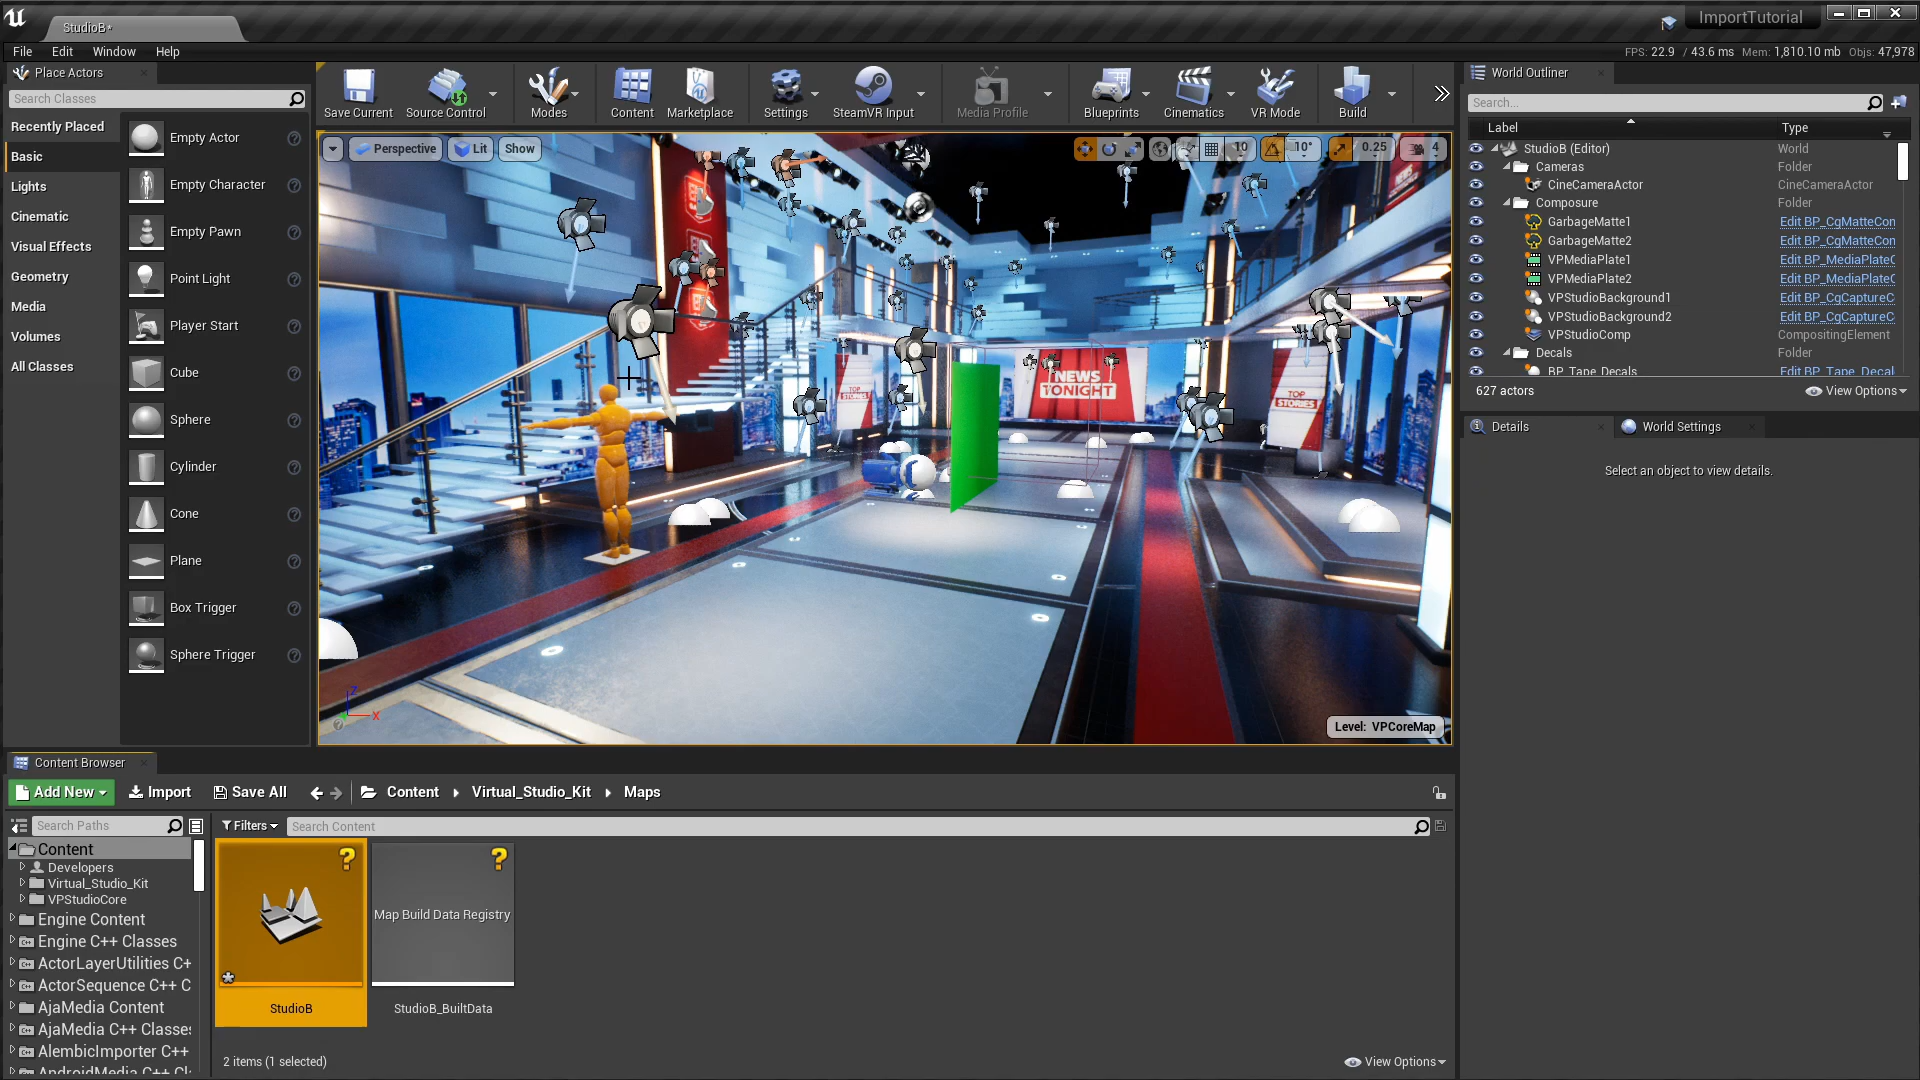 StudioB*
ImportTutorial
File Edit Window Help
FPS: 22.9 / 43.6 ms Mem: 1,810.10 mb Objs: 47,978
Place Actors
Search Classes
Recently Placed
Basic
Lights
Cinematic
Visual Effects
Geometry
Media
Volumes
All Classes
Empty Actor
Empty Character
Empty Pawn
Point Light
Player Start
Cube
Sphere
Cylinder
Cone
Plane
Box Trigger
Sphere Trigger
Save Current
Source Control
Modes
Content
Marketplace
Settings
SteamVR Input
Media Profile
Blueprints
Cinematics
VR Mode
Build
Perspective
Lit
Show
10
10°
0.25
4
TOP
STORIES
NEWS
TONIGHT
TOP
STORIES
Z
X
Level: VPCoreMap
World Outliner
Search...
Label Type
StudioB (Editor) World
Cameras Folder
CineCameraActor CineCameraActor
Composure Folder
GarbageMatte1 Edit BP_CgMatteCon
GarbageMatte2 Edit BP_CgMatteCon
VPMediaPlate1 Edit BP_MediaPlateC
VPMediaPlate2 Edit BP_MediaPlateC
VPStudioBackground1 Edit BP_CgCaptureC
VPStudioBackground2 Edit BP_CgCaptureC
VPStudioComp CompositingElement
Decals Folder
BP_Tape_Decals Edit BP_Tape_Decal
627 actors
View Options
Details
World Settings
Select an object to view details.
Content Browser
Add New
Import
Save All
Content
Virtual_Studio_Kit
Maps
Search Paths
Filters
Search Content
Content
Developers
Virtual_Studio_Kit
VPStudioCore
Engine Content
Engine C++ Classes
ActorLayerUtilities C+
ActorSequence C++ C
AjaMedia Content
AjaMedia C++ Classes
AlembicImporter C++
AndroidMedia C++ Cl
Map Build Data Registry
StudioB
StudioB_BuiltData
2 items (1 selected)
View Options